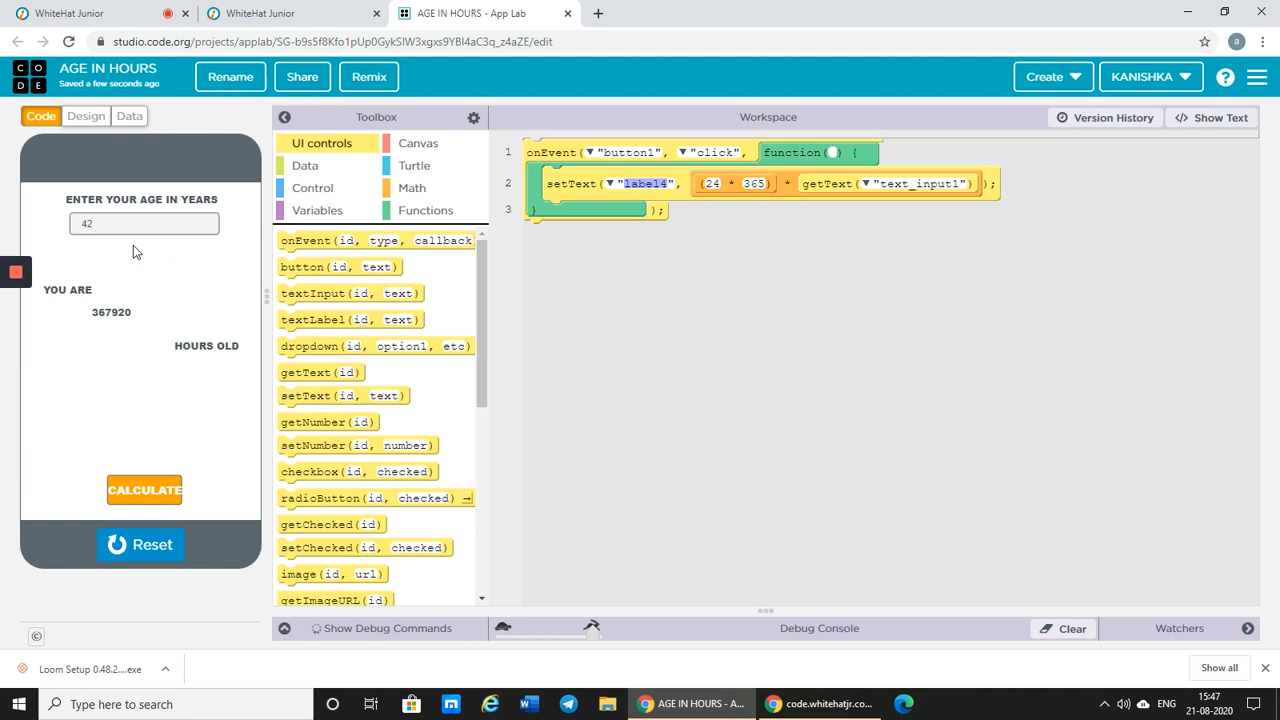 WhiteHat Junior
WhiteHat Junior
AGE IN HOURS - App Lab
studio.code.org/projects/applab/SG-b9s5f8Kfo1pUp0GykSIW3xgxs9YBI4aC3q_z4aZE/edit
a
C O D E
AGE IN HOURS
Saved a few seconds ago
Rename
Share
Remix
Create
KANISHKA
Code
Design
Data
ENTER YOUR AGE IN YEARS
42
YOU ARE
367920
HOURS OLD
CALCULATE
Reset
Toolbox
UI controls
Canvas
Data
Turtle
Control
Math
Variables
Functions
onEvent(id, type, callback
button(id, text)
textInput(id, text)
textLabel(id, text)
dropdown(id, option1, etc)
getText(id)
setText(id, text)
getNumber(id)
setNumber(id, number)
checkbox(id, checked)
radioButton(id, checked)
getChecked(id)
setChecked(id, checked)
image(id, url)
getImageURL(id)
Workspace
Version History
</> Show Text
1 onEvent(▼"button1", ▼"click", function() {
2 setText(▼"label4", (24 * 365) * getText(▼"text_input1"));
3 } );
Show Debug Commands
Debug Console
Clear
Watchers
©
Loom Setup 0.48.2....exe
Show all
Type here to search
AGE IN HOURS - A...
code.whitehatjr.co...
ENG
15:47
21-08-2020